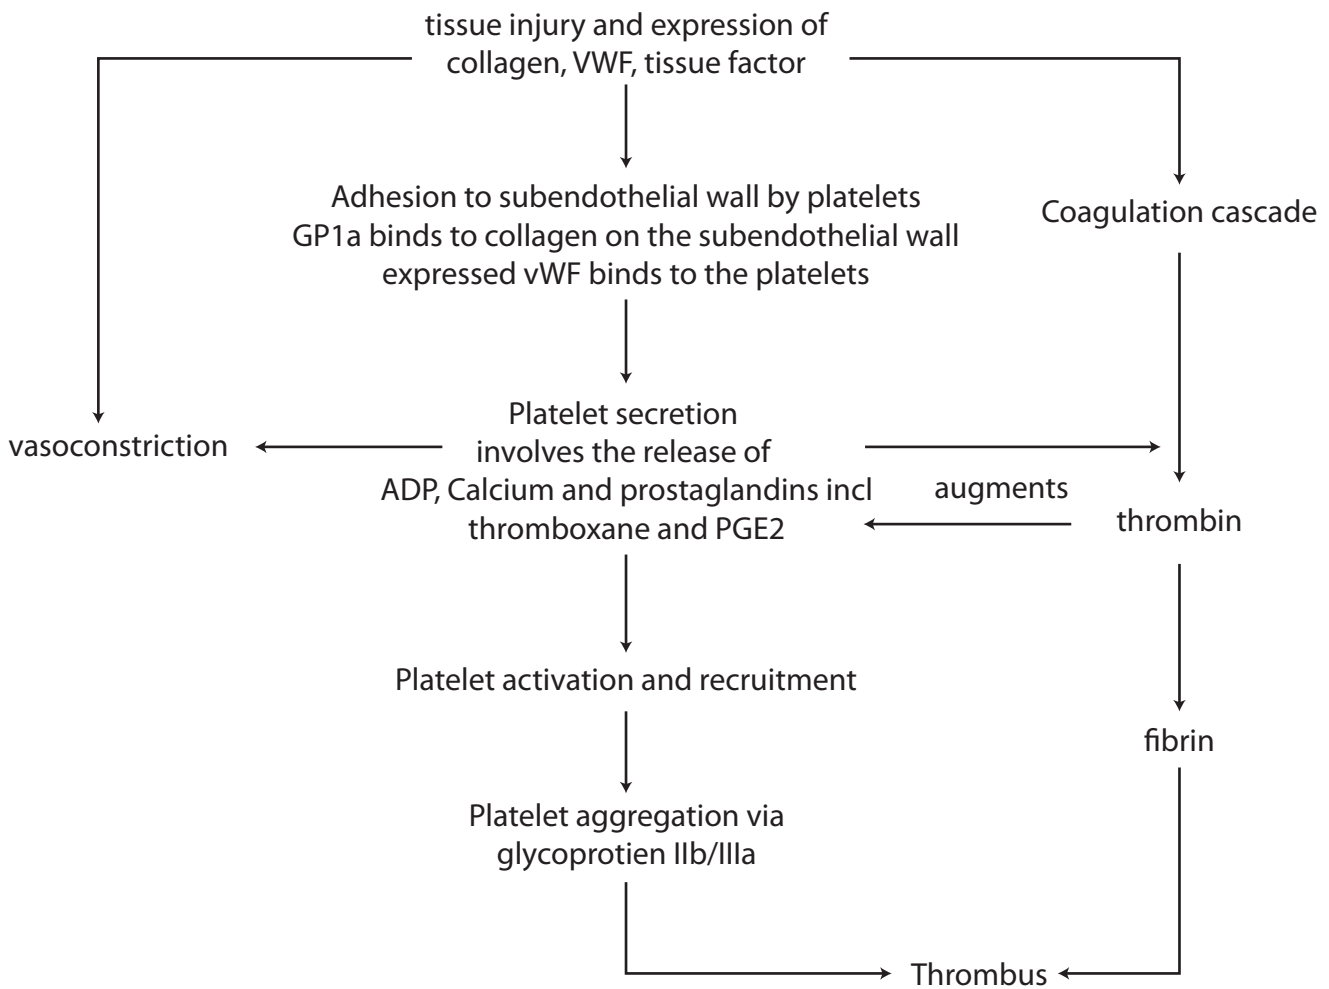 tissue injury and expression of
collagen, VWF, tissue factor
Adhesion to subendothelial wall by platelets
GP1a binds to collagen on the subendothelial wall
expressed vWF binds to the platelets
Coagulation cascade
vasoconstriction
Platelet secretion
involves the release of
ADP, Calcium and prostaglandins incl
thromboxane and PGE2
augments
thrombin
Platelet activation and recruitment
fibrin
Platelet aggregation via
glycoprotien IIb/IIIa
Thrombus